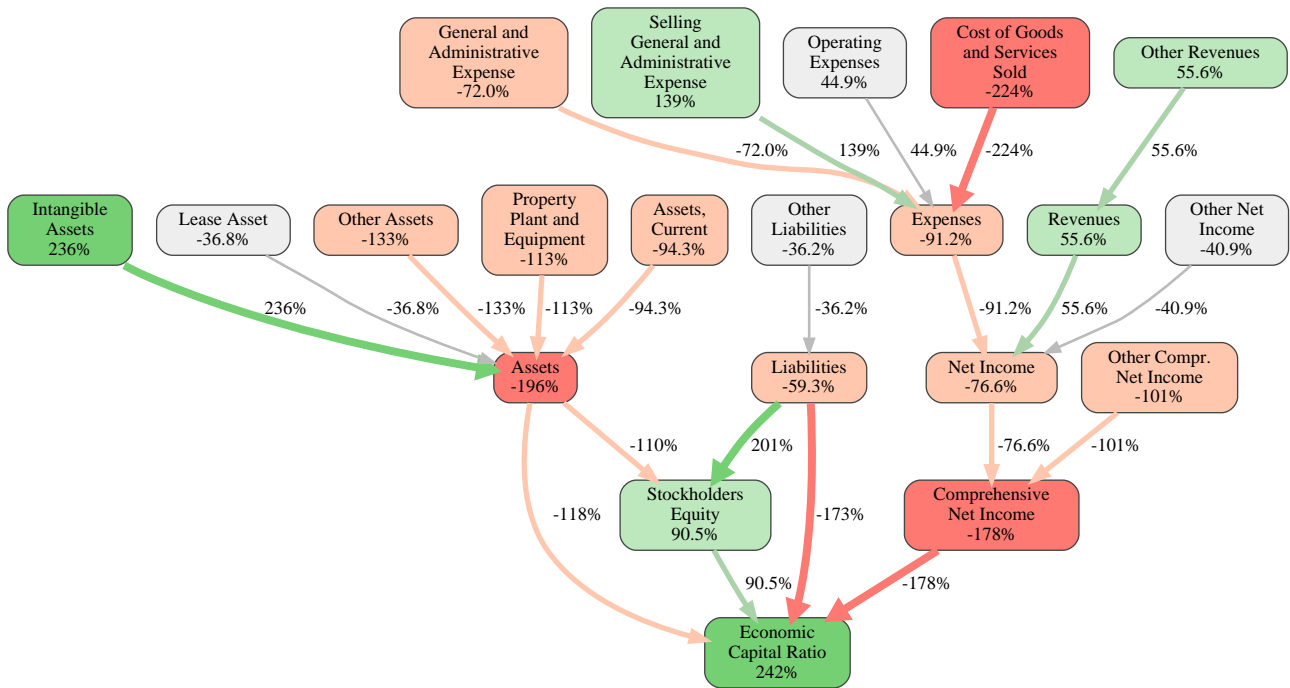 General and
Administrative
Expense
-72.0%
Selling
General and
Administrative
Expense
139%
Operating
Expenses
44.9%
Cost of Goods
and Services
Sold
-224%
Other Revenues
55.6%
-72.0%
139%
44.9%
-224%
55.6%
Intangible
Assets
236%
Lease Asset
-36.8%
Other Assets
-133%
Property
Plant and
Equipment
-113%
Assets,
Current
-94.3%
Other
Liabilities
-36.2%
Expenses
-91.2%
Revenues
55.6%
Other Net
Income
-40.9%
236%
-36.8%
-133%
-113%
-94.3%
-36.2%
-91.2%
55.6%
-40.9%
Assets
-196%
Liabilities
-59.3%
Net Income
-76.6%
Other Compr.
Net Income
-101%
-110%
201%
-76.6%
-101%
Stockholders
Equity
90.5%
Comprehensive
Net Income
-178%
-118%
-173%
90.5%
-178%
Economic
Capital Ratio
242%